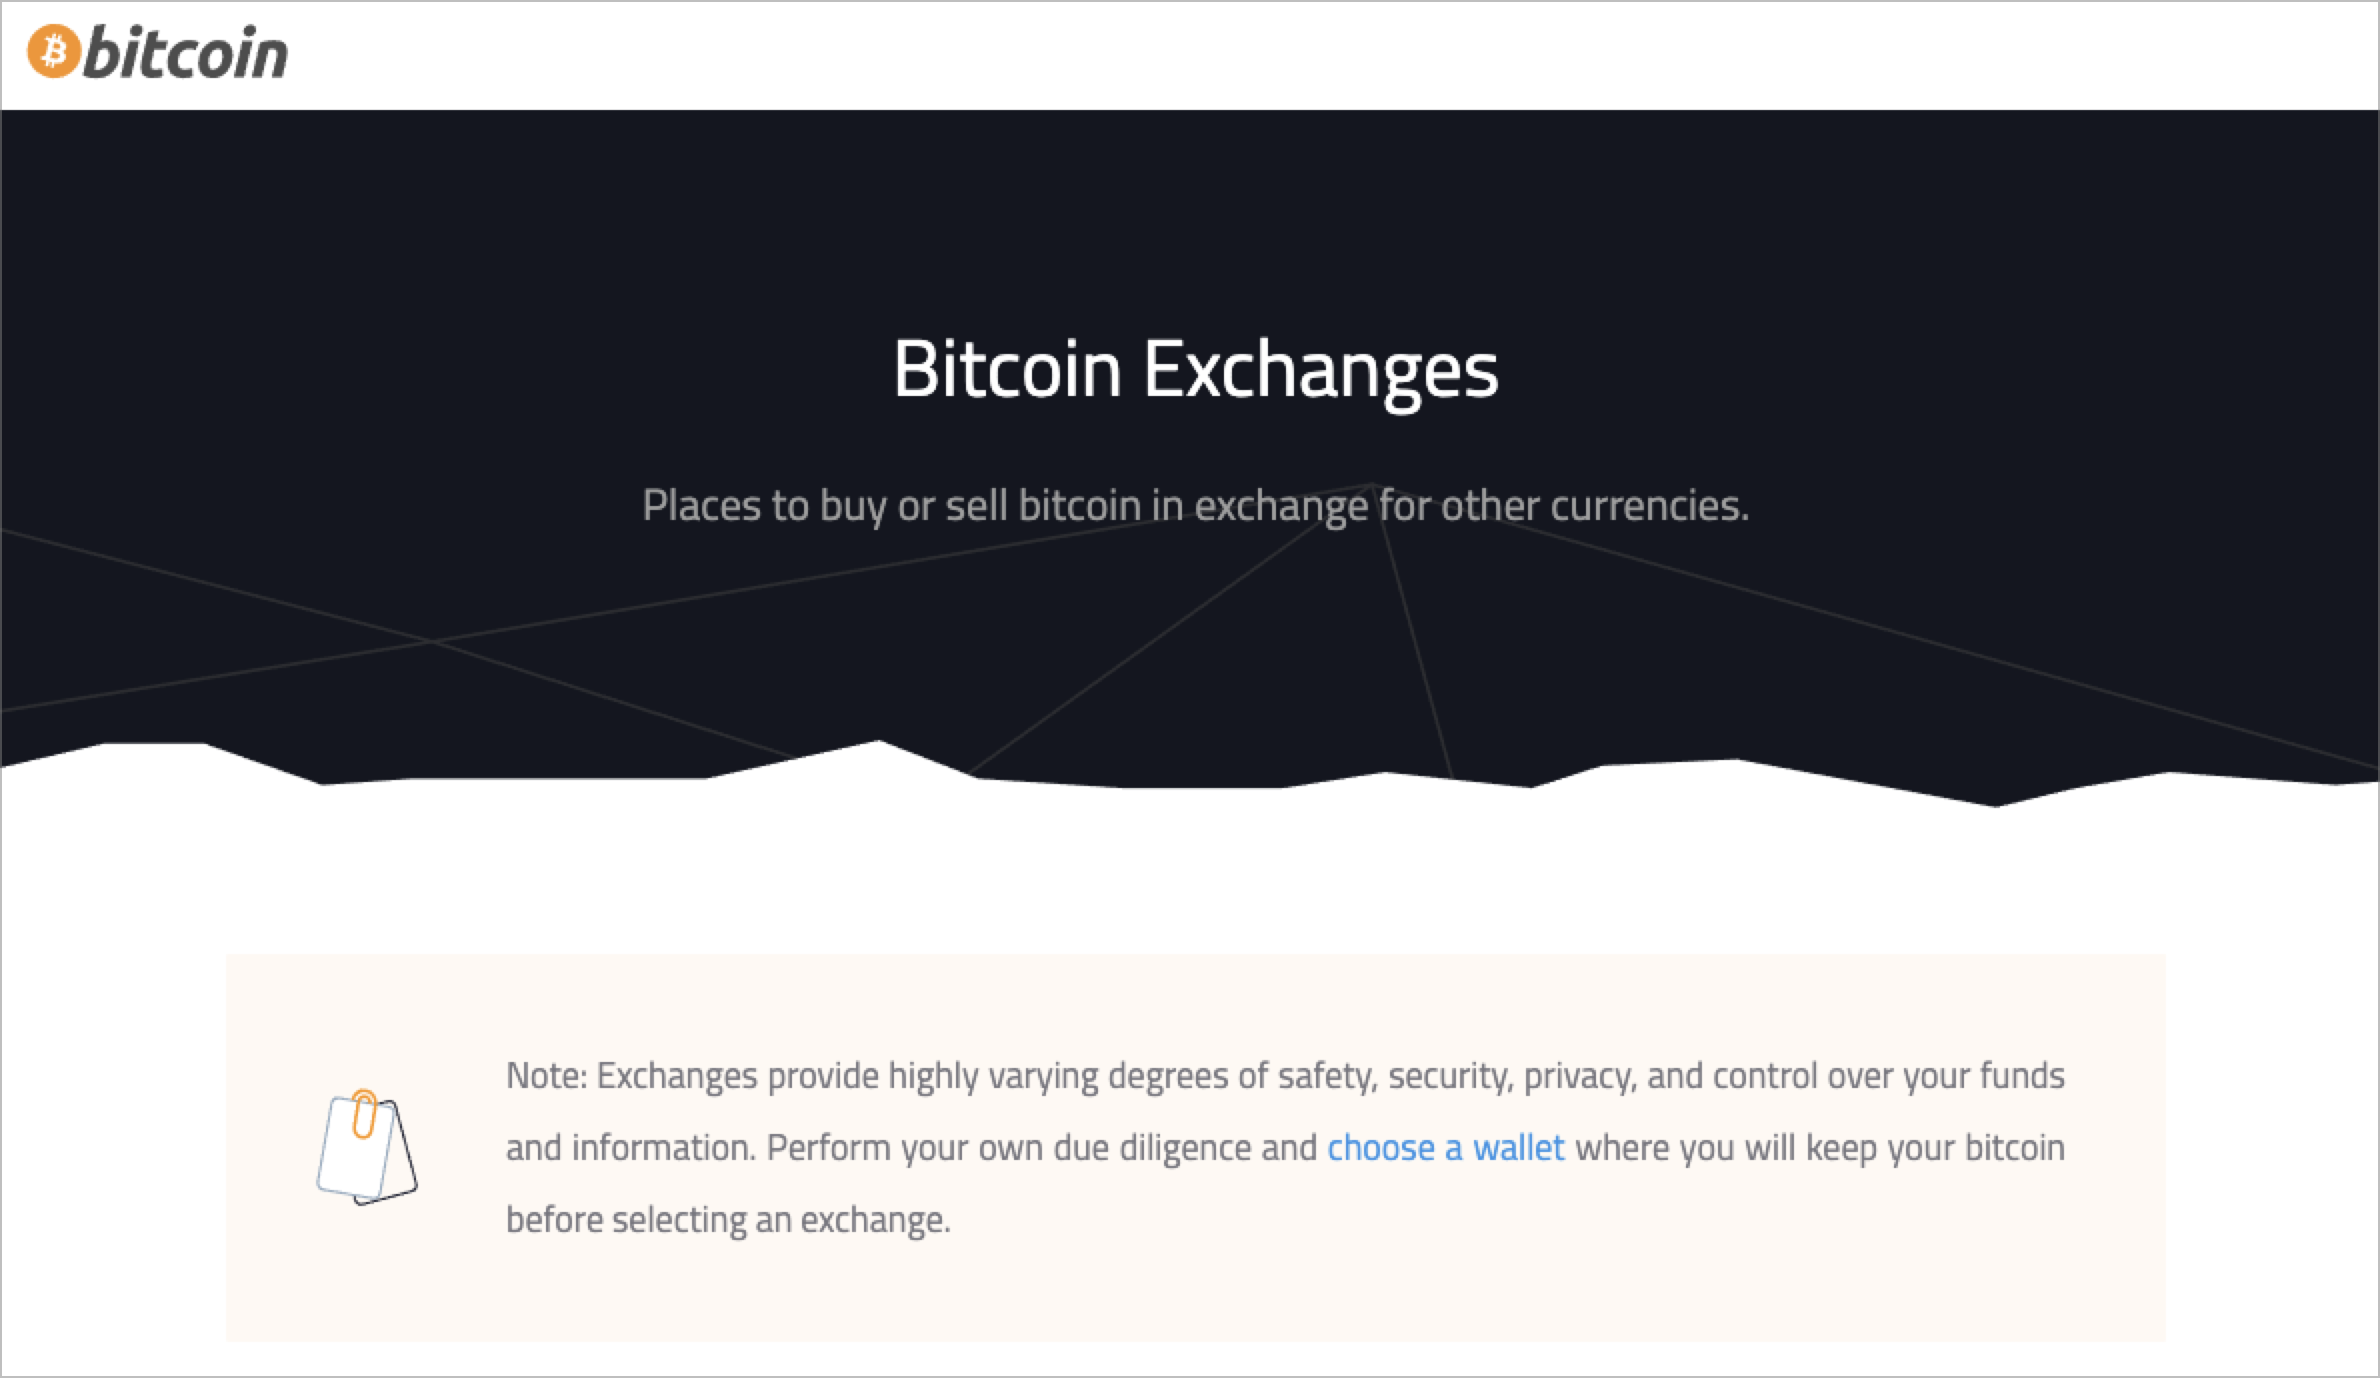 bitcoin
Bitcoin Exchanges
Places to buy or sell bitcoin in exchange for other currencies.
Note: Exchanges provide highly varying degrees of safety, security, privacy, and control over your funds
and information. Perform your own due diligence and choose a wallet where you will keep your bitcoin
before selecting an exchange.